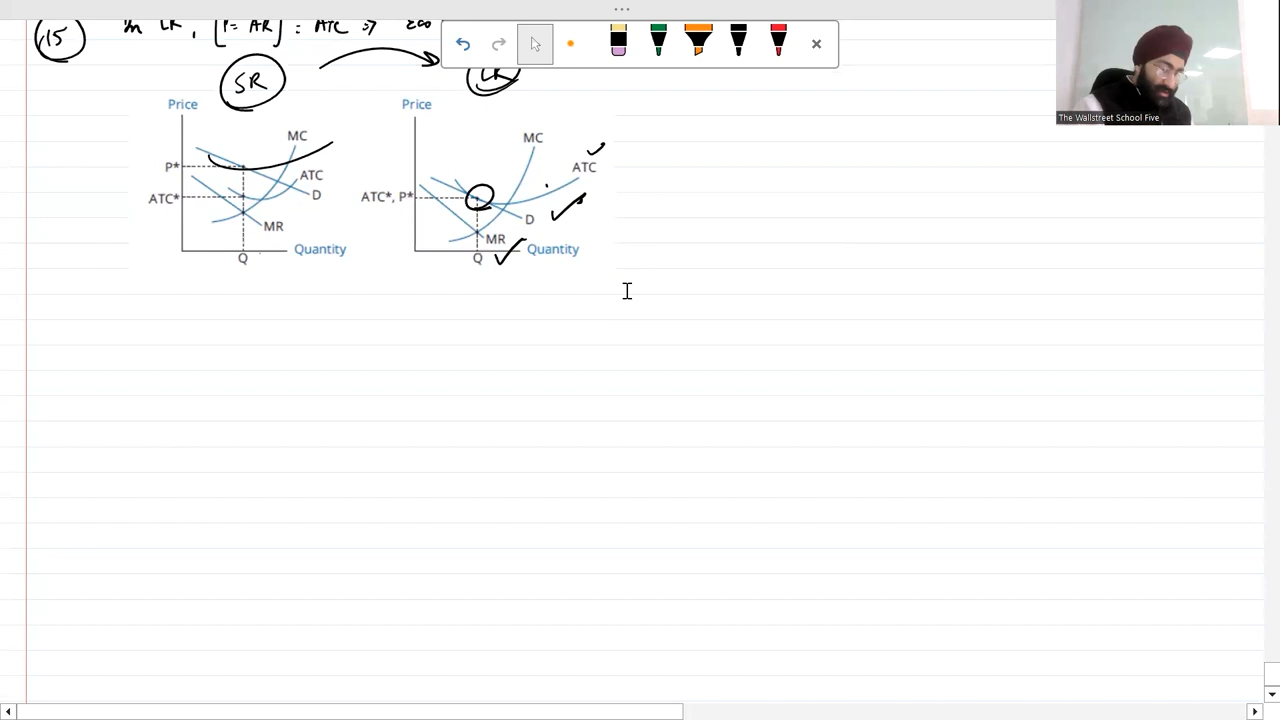 15 In LR, [P = AR] = ATC ⇒
SR
LR
The Wallstreet School Five
Price
Price
MC
MC
P*
ATC
ATC
ATC*
D
ATC*, P*
D
MR
MR
Quantity
Quantity
Q
Q